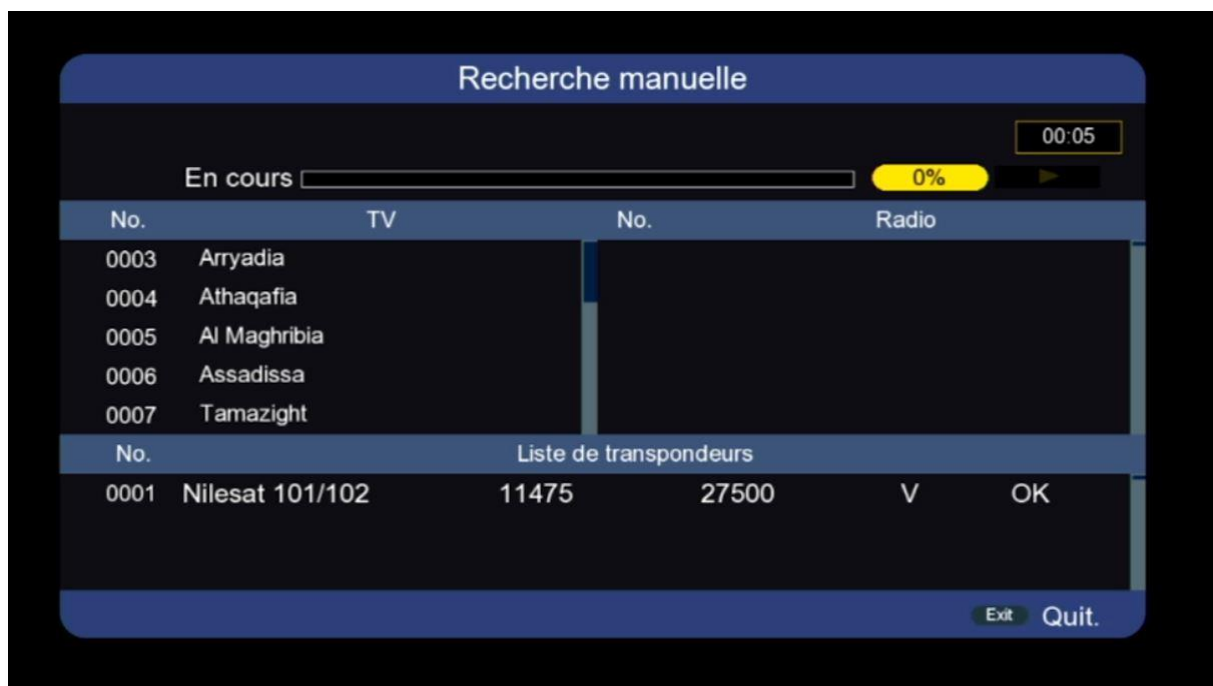 Recherche manuelle
00:05
En cours 0%
No. TV No. Radio
0003 Arryadia
0004 Athaqafia
0005 Al Maghribia
0006 Assadissa
0007 Tamazight
No. Liste de transpondeurs
0001 Nilesat 101/102 11475 27500 V OK
Exit Quit.